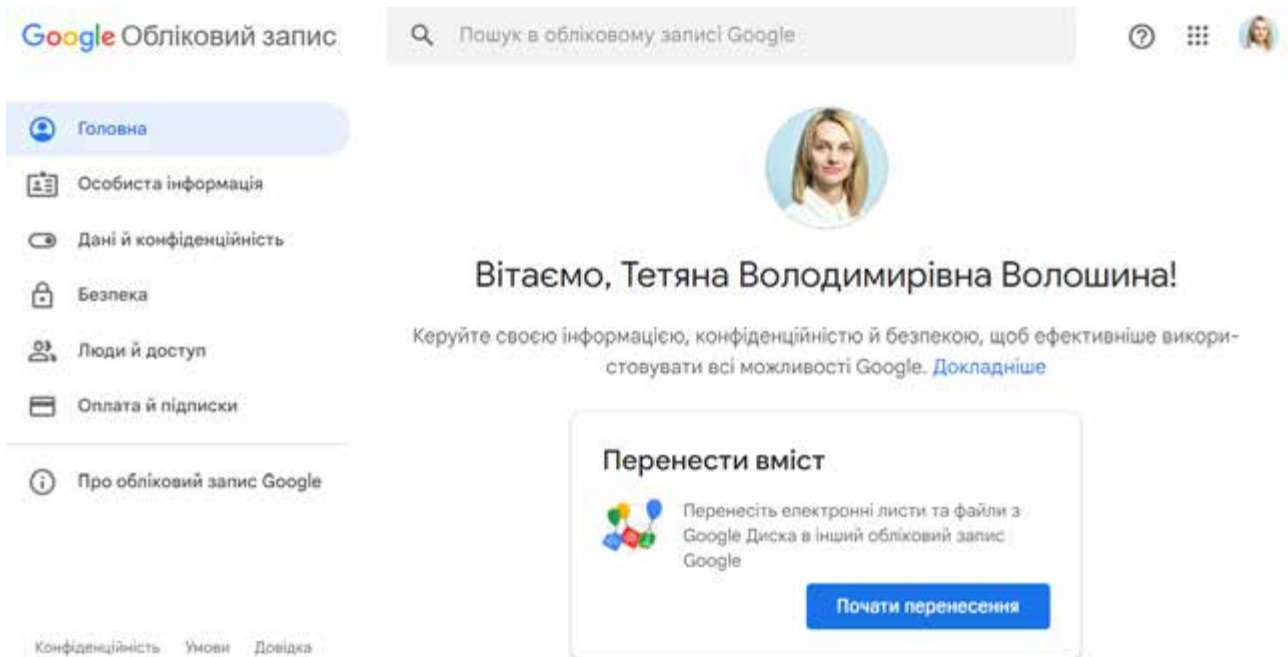 Google Обліковий запис
Пошук в обліковому записі Google
Головна
Особиста інформація
Дані й конфіденційність
Безпека
Люди й доступ
Оплата й підписки
Про обліковий запис Google
Конфіденційність Умови Довідка
Вітаємо, Тетяна Володимирівна Волошина!
Керуйте своєю інформацією, конфіденційністю й безпекою, щоб ефективніше викори-
стовувати всі можливості Google. Докладніше
Перенести вміст
Перенесіть електронні листи та файли з
Google Диска в інший обліковий запис
Google
Почати перенесення